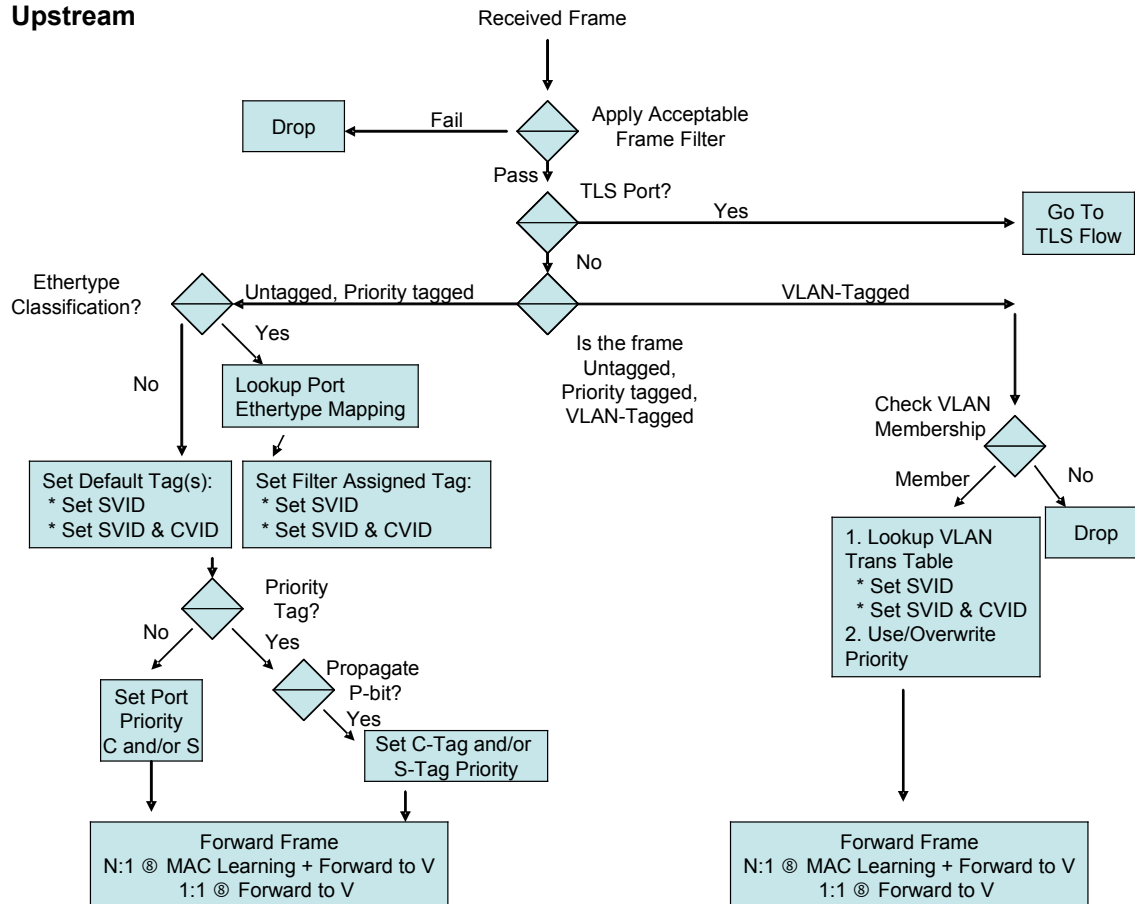 Upstream
Received Frame
Drop
Fail
Apply Acceptable
Frame Filter
Pass
TLS Port?
Yes
Go To
TLS Flow
No
Ethertype
Classification?
Untagged, Priority tagged
VLAN-Tagged
Yes
Is the frame
Untagged,
Priority tagged,
VLAN-Tagged
No
Lookup Port
Ethertype Mapping
Check VLAN
Membership
Set Default Tag(s):
* Set SVID
* Set SVID & CVID
Set Filter Assigned Tag:
* Set SVID
* Set SVID & CVID
Member
No
Drop
1. Lookup VLAN
Trans Table
* Set SVID
* Set SVID & CVID
2. Use/Overwrite
Priority
Priority
Tag?
No
Yes
Propagate
P-bit?
Set Port
Priority
C and/or S
Yes
Set C-Tag and/or
S-Tag Priority
Forward Frame
N:1 ® MAC Learning + Forward to V
1:1 ® Forward to V
Forward Frame
N:1 ® MAC Learning + Forward to V
1:1 ® Forward to V